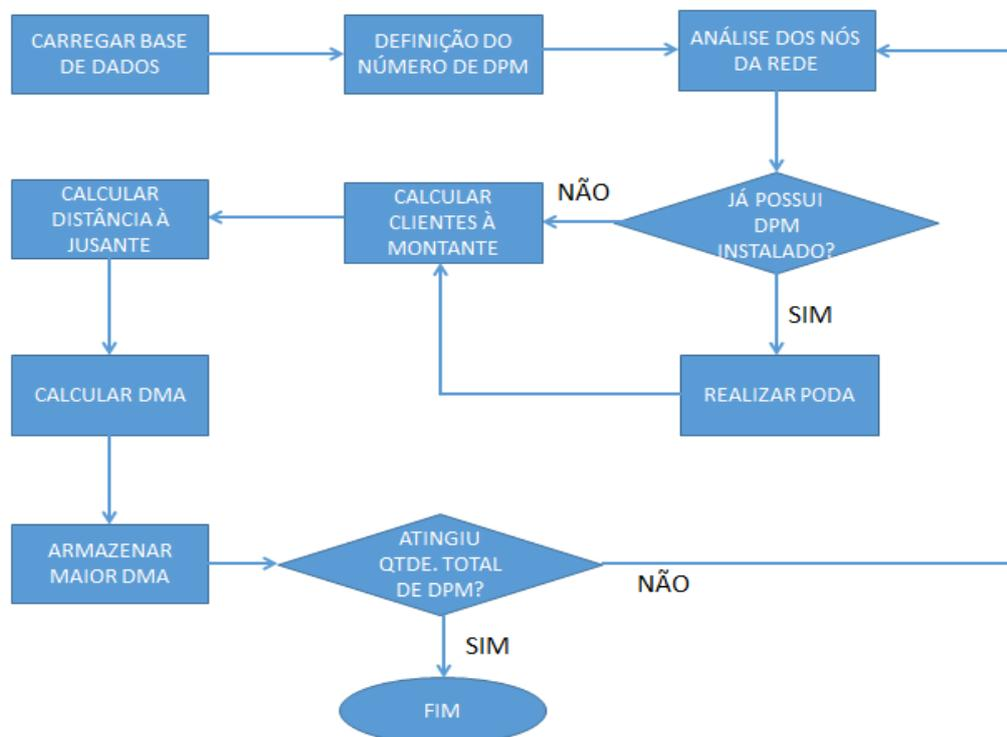 CARREGAR BASE
DE DADOS
DEFINIÇÃO DO
NÚMERO DE DPM
ANÁLISE DOS NÓS
DA REDE
JÁ POSSUI
DPM
INSTALADO?
NÃO
CALCULAR
CLIENTES À
MONTANTE
CALCULAR
DISTÂNCIA À
JUSANTE
SIM
REALIZAR PODA
CALCULAR DMA
ARMAZENAR
MAIOR DMA
ATINGIU
QTDE. TOTAL
DE DPM?
NÃO
SIM
FIM